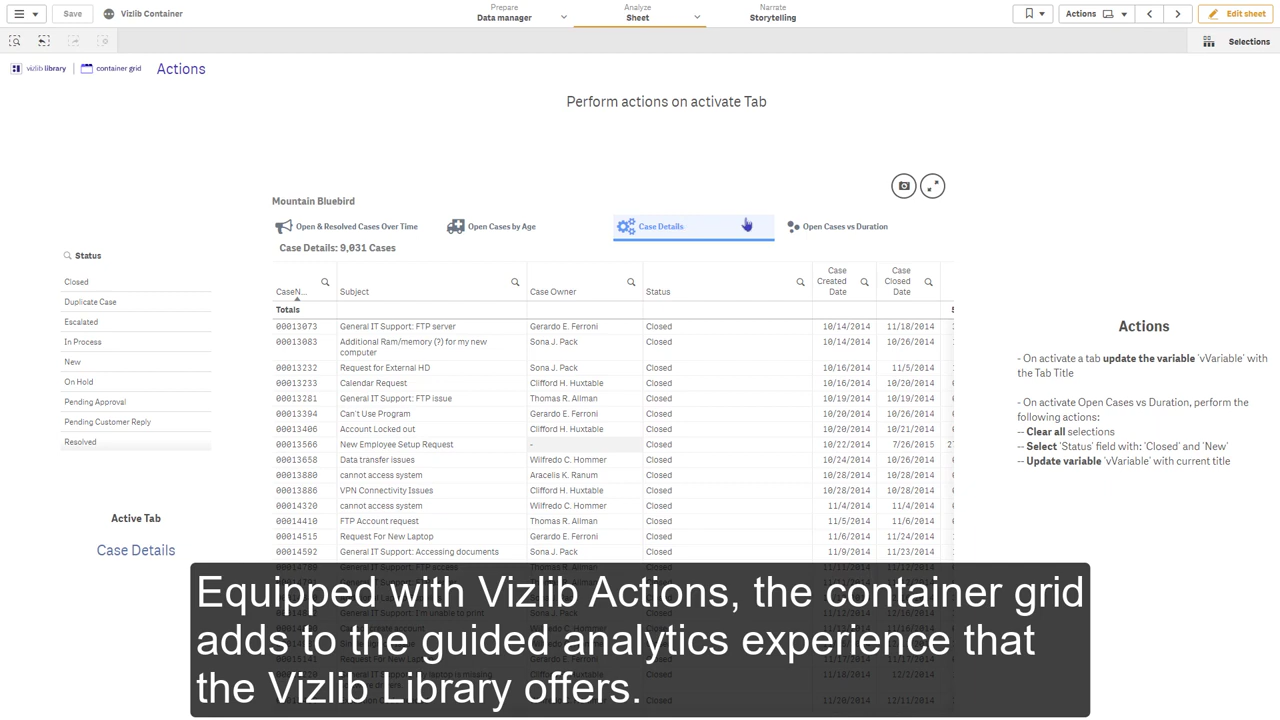 Vizlib Container
Save
Prepare
Data manager
Analyze
Sheet
Narrate
Storytelling
Actions
Edit sheet
Selections
vizlib library | container grid Actions
Perform actions on activate Tab
Mountain Bluebird
Open & Resolved Cases Over Time
Open Cases by Age
Case Details
Open Cases vs Duration
Case Details: 9,031 Cases
Status
Closed
Duplicate Case
Escalated
In Process
New
On Hold
Pending Approval
Pending Customer Reply
Resolved
Active Tab
Case Details
CaseN... Subject Case Owner Status Case Created Date Case Closed Date
Totals
00013073 General IT Support: FTP server Gerardo E. Ferroni Closed 10/14/2014 11/18/2014
00013083 Additional Ram/memory (?) for my new computer Sona J. Pack Closed 10/14/2014 10/26/2014
00013232 Request for External HD Sona J. Pack Closed 10/16/2014 11/5/2014
00013233 Calendar Request Clifford H. Huxtable Closed 10/16/2014 10/20/2014
00013281 General IT Support: FTP issue Thomas R. Allman Closed 10/19/2014 10/19/2014
00013394 Can't Use Program Gerardo E. Ferroni Closed 10/20/2014 10/26/2014
00013406 Account Locked out Clifford H. Huxtable Closed 10/20/2014 10/21/2014
00013566 New Employee Setup Request - Closed 10/22/2014 7/26/2015
00013658 Data transfer issues Wilfredo C. Hommer Closed 10/24/2014 10/26/2014
00013880 cannot access system Aracelis K. Ranum Closed 10/28/2014 10/28/2014
00013886 VPN Connectivity Issues Clifford H. Huxtable Closed 10/28/2014 10/28/2014
00014320 cannot access system Wilfredo C. Hommer Closed 11/4/2014 11/4/2014
00014410 FTP Account request Thomas R. Allman Closed 11/5/2014 11/6/2014
00014515 Request For New Laptop Gerardo E. Ferroni Closed 11/6/2014 11/24/2014
00014592 General IT Support: Accessing documents Sona J. Pack Closed 11/9/2014 11/23/2014
Actions
- On activate a tab update the variable 'vVariable' with
the Tab Title
- On activate Open Cases vs Duration, perform the
following actions:
-- Clear all selections
-- Select 'Status' field with: 'Closed' and 'New'
-- Update variable 'vVariable' with current title
Equipped with Vizlib Actions, the container grid
adds to the guided analytics experience that
the Vizlib Library offers.